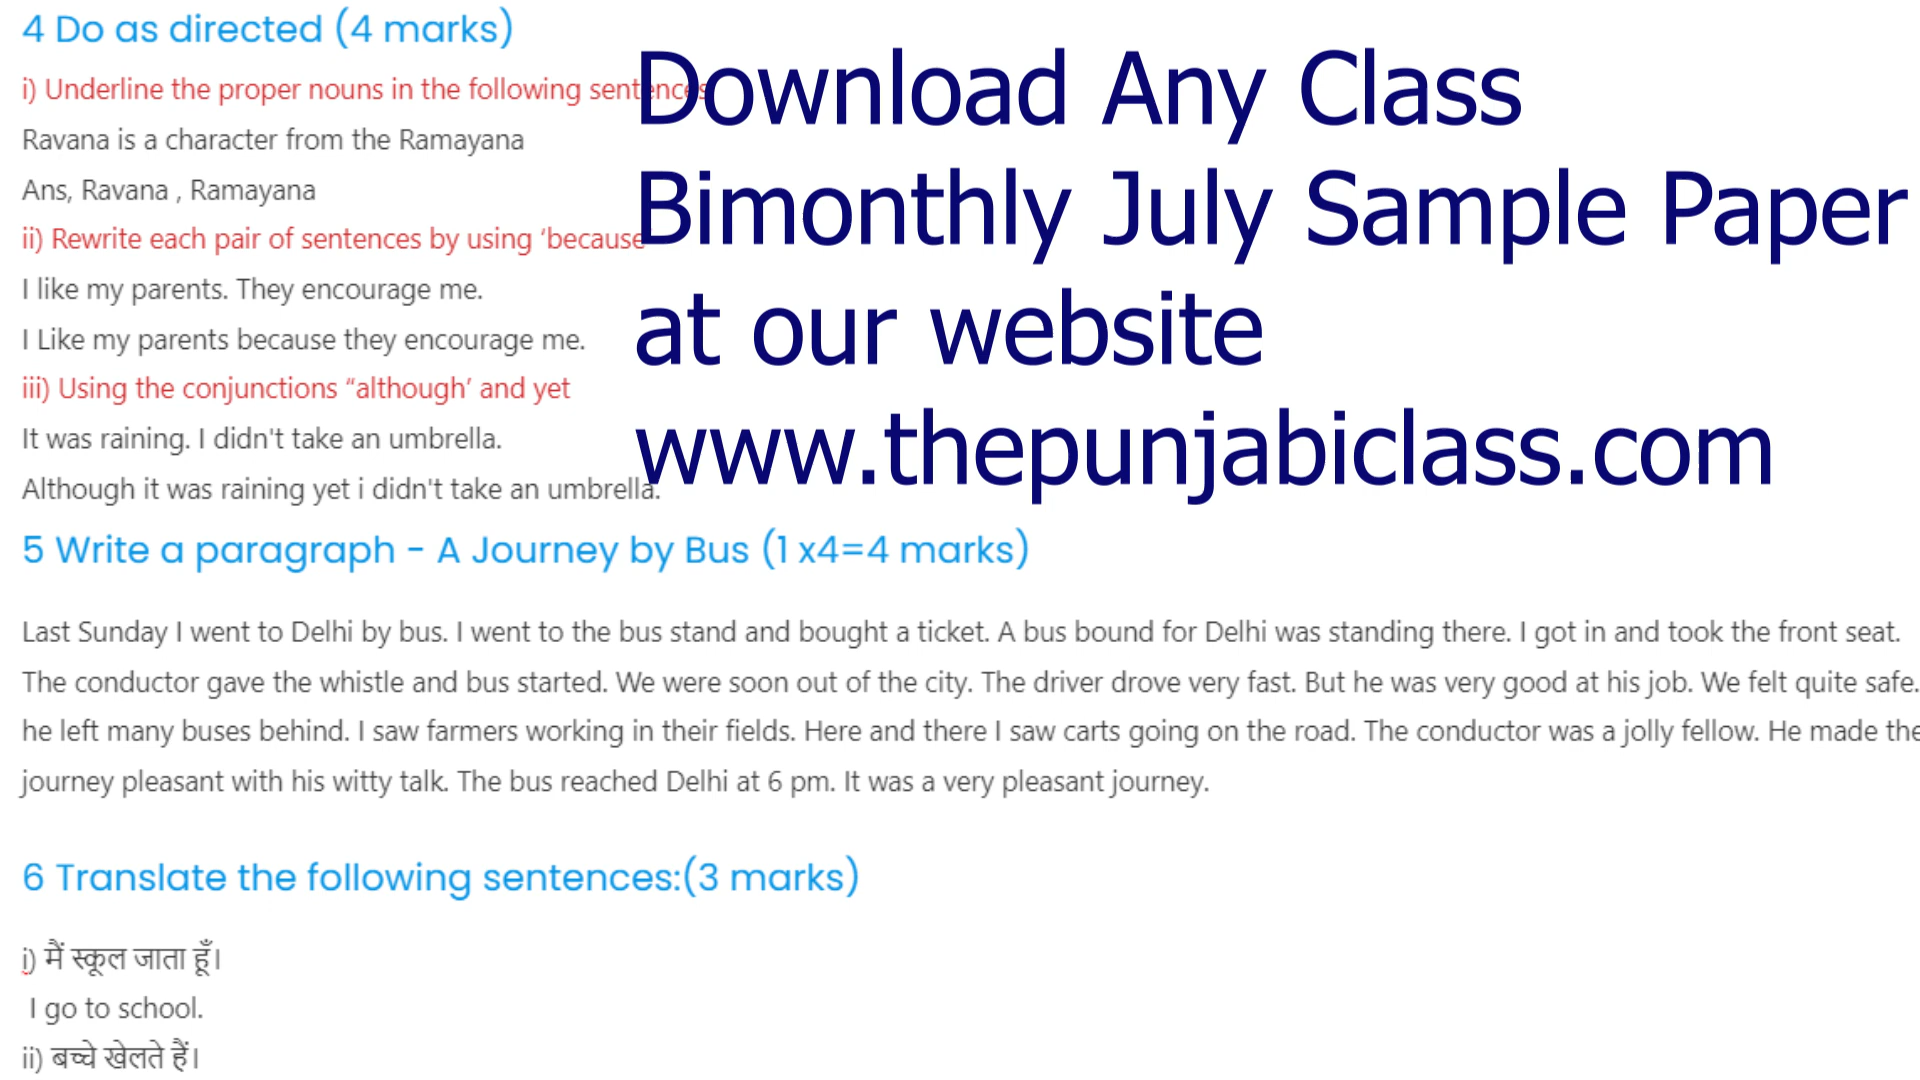 4 Do as directed (4 marks)
i) Underline the proper nouns in the following sentences
Ravana is a character from the Ramayana
Ans, Ravana , Ramayana
ii) Rewrite each pair of sentences by using ‘because
I like my parents. They encourage me.
I Like my parents because they encourage me.
iii) Using the conjunctions “although’ and yet
It was raining. I didn't take an umbrella.
Although it was raining yet i didn't take an umbrella.
Download Any Class
Bimonthly July Sample Paper
at our website
www.thepunjabiclass.com
5 Write a paragraph - A Journey by Bus (1 x4=4 marks)
Last Sunday I went to Delhi by bus. I went to the bus stand and bought a ticket. A bus bound for Delhi was standing there. I got in and took the front seat.
The conductor gave the whistle and bus started. We were soon out of the city. The driver drove very fast. But he was very good at his job. We felt quite safe.
he left many buses behind. I saw farmers working in their fields. Here and there I saw carts going on the road. The conductor was a jolly fellow. He made the
journey pleasant with his witty talk. The bus reached Delhi at 6 pm. It was a very pleasant journey.
6 Translate the following sentences:(3 marks)
i) मैं स्कूल जाता हूँ।
I go to school.
ii) बच्चे खेलते हैं।